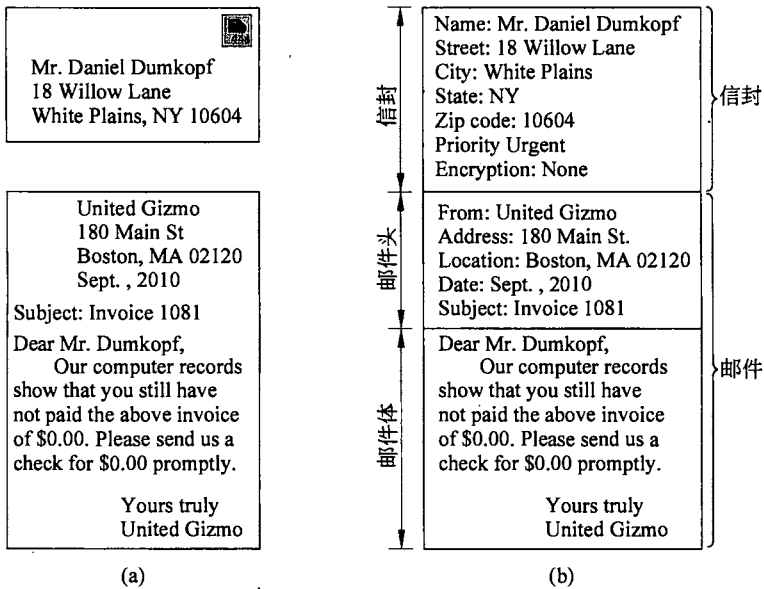 Mr. Daniel Dumkopf
18 Willow Lane
White Plains, NY 10604
United Gizmo
180 Main St
Boston, MA 02120
Sept. , 2010
Subject: Invoice 1081
Dear Mr. Dumkopf,
Our computer records
show that you still have
not paid the above invoice
of $0.00. Please send us a
check for $0.00 promptly.
Yours truly
United Gizmo
(a)
信封
邮件头
邮件体
Name: Mr. Daniel Dumkopf
Street: 18 Willow Lane
City: White Plains
State: NY
Zip code: 10604
Priority Urgent
Encryption: None
From: United Gizmo
Address: 180 Main St.
Location: Boston, MA 02120
Date: Sept. , 2010
Subject: Invoice 1081
Dear Mr. Dumkopf,
Our computer records
show that you still have
not paid the above invoice
of $0.00. Please send us a
check for $0.00 promptly.
Yours truly
United Gizmo
信封
邮件
(b)